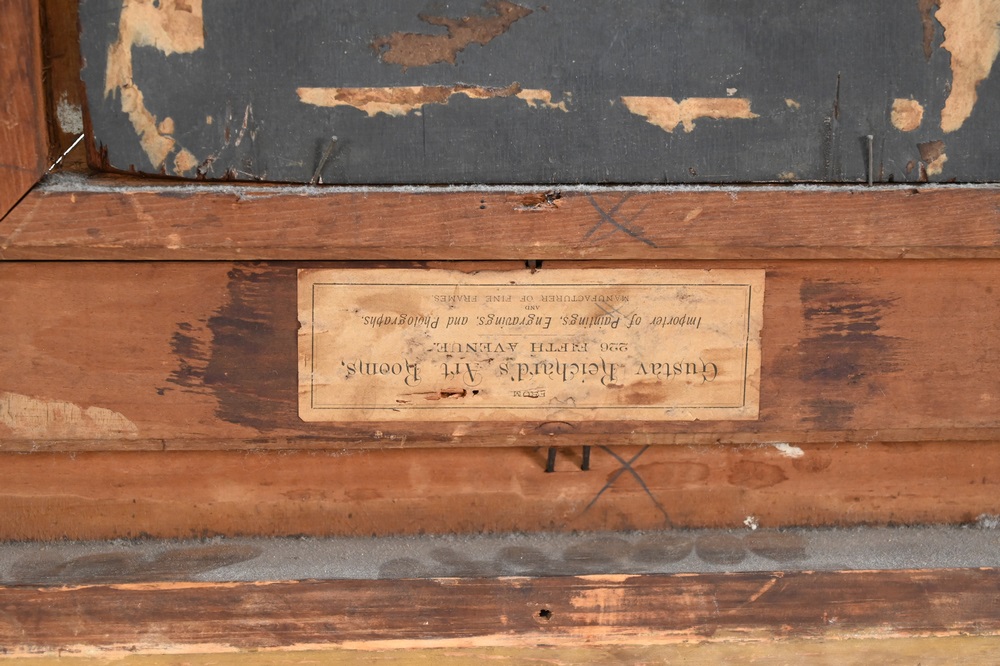 FROM
Gustav Reichard's Art Rooms,
226 FIFTH AVENUE,
Importer of Paintings, Engravings, and Photographs.
AND
MANUFACTURER OF FINE FRAMES.